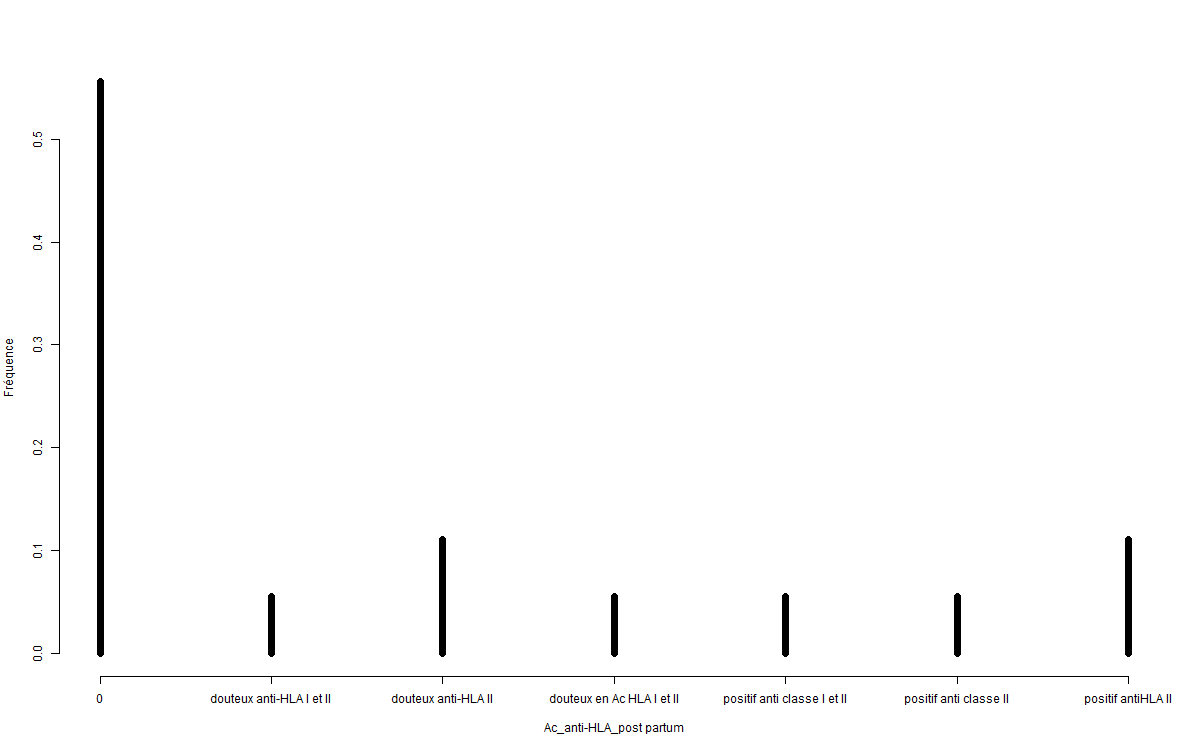 Fréquence
0.5
0.4
0.3
0.2
0.1
0.0
0
douteux anti-HLA I et II
douteux anti-HLA II
douteux en Ac HLA I et II
positif anti classe I et II
positif anti classe II
positif antiHLA II
Ac_anti-HLA_post partum